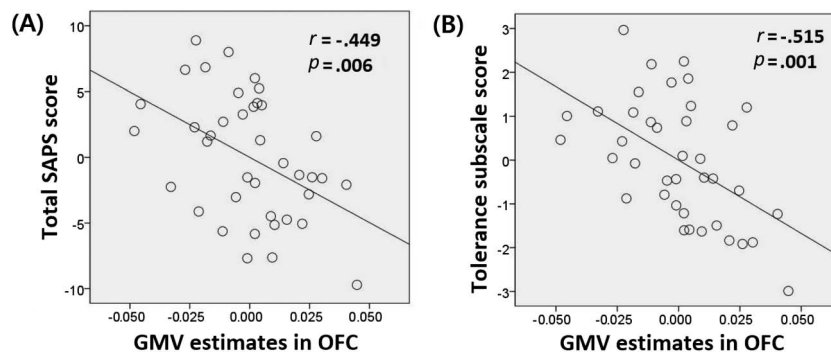 (A)
r = -.449
p = .006
Total SAPS score
10
5
0
-5
-10
-0.050
-0.025
0.000
0.025
0.050
GMV estimates in OFC
(B)
r = -.515
p = .001
Tolerance subscale score
3
2
1
0
-1
-2
-3
-0.050
-0.025
0.000
0.025
0.050
GMV estimates in OFC